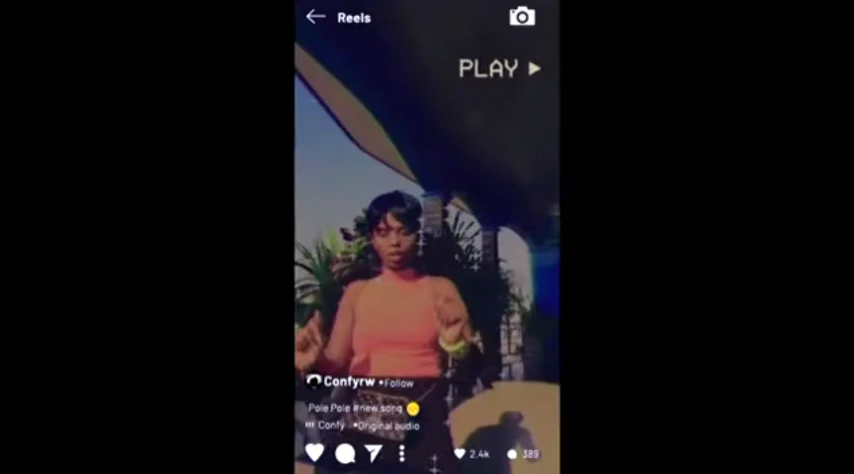 Reels
PLAY
Confyrw •Follow
Pole Pole #new song
Confy •Original audio
2.4k 389